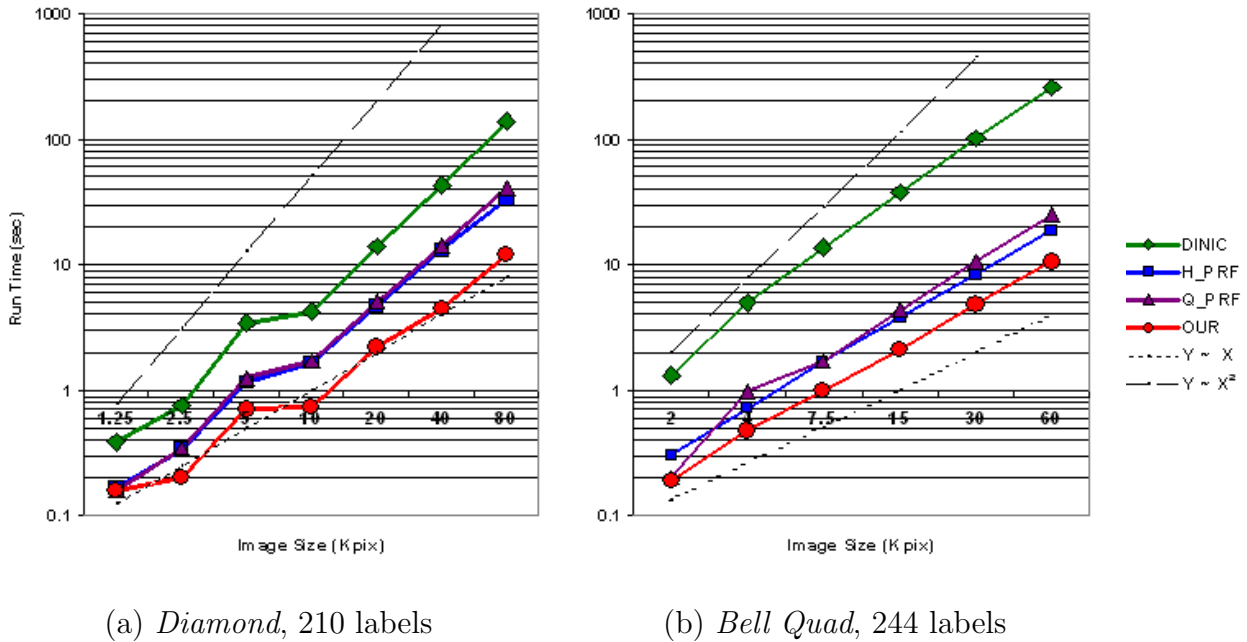 1000
100
10
1
0.1
Run Time (sec)
1.25 2.5 5 10 20 40 80
Image Size (Kpix)
(a) Diamond, 210 labels
1000
100
10
1
0.1
2 4 7.5 15 30 60
Image Size (Kpix)
(b) Bell Quad, 244 labels
DINIC
H_PRF
Q_PRF
OUR
Y ~ X
Y ~ X²